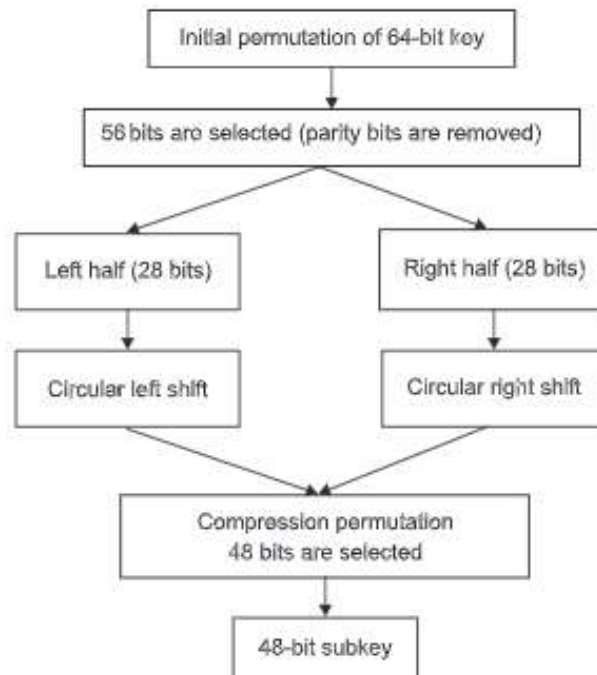 Initial permutation of 64-bit key
56 bits are selected (parity bits are removed)
Left half (28 bits)
Right half (28 bits)
Circular left shift
Circular right shift
Compression permutation
48 bits are selected
48-bit subkey